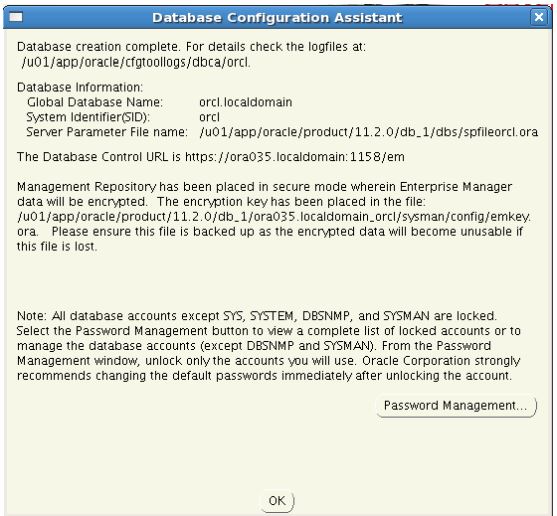 Database Configuration Assistant
Database creation complete. For details check the logfiles at:
/u01/app/oracle/cfgtoollogs/dbca/orcl.
Database Information:
Global Database Name: orcl.localdomain
System Identifier(SID): orcl
Server Parameter File name: /u01/app/oracle/product/11.2.0/db_1/dbs/spfileorcl.ora
The Database Control URL is https://ora035.localdomain:1158/em
Management Repository has been placed in secure mode wherein Enterprise Manager
data will be encrypted. The encryption key has been placed in the file:
/u01/app/oracle/product/11.2.0/db_1/ora035.localdomain_orcl/sysman/config/emkey.
ora. Please ensure this file is backed up as the encrypted data will become unusable if
this file is lost.
Note: All database accounts except SYS, SYSTEM, DBSNMP, and SYSMAN are locked.
Select the Password Management button to view a complete list of locked accounts or to
manage the database accounts (except DBSNMP and SYSMAN). From the Password
Management window, unlock only the accounts you will use. Oracle Corporation strongly
recommends changing the default passwords immediately after unlocking the account.
Password Management...
OK